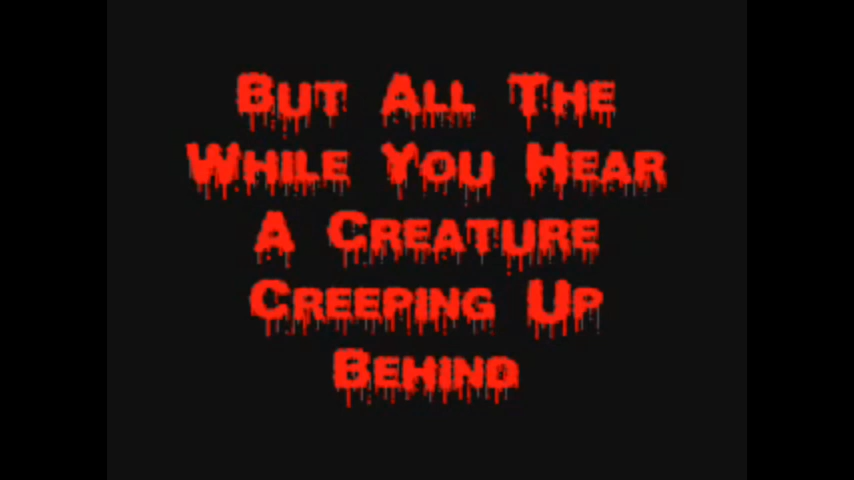 But All The
While You Hear
A Creature
Creeping Up
Behind